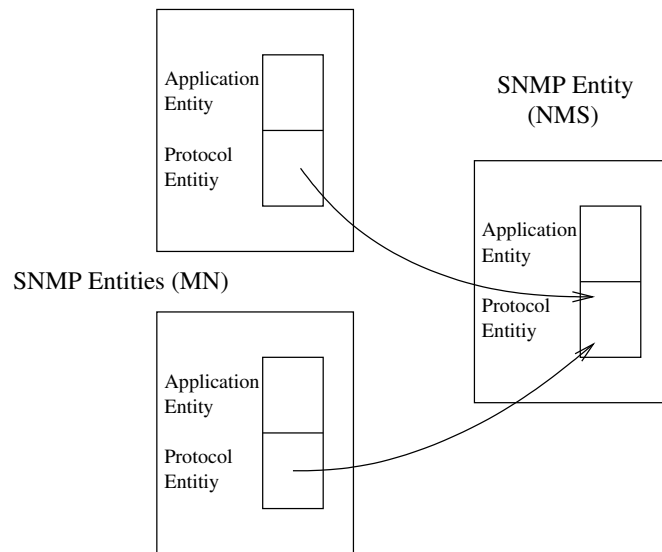 Application
Entity
Protocol
Entitiy
SNMP Entity
(NMS)
Application
Entity
Protocol
Entitiy
SNMP Entities (MN)
Application
Entity
Protocol
Entitiy